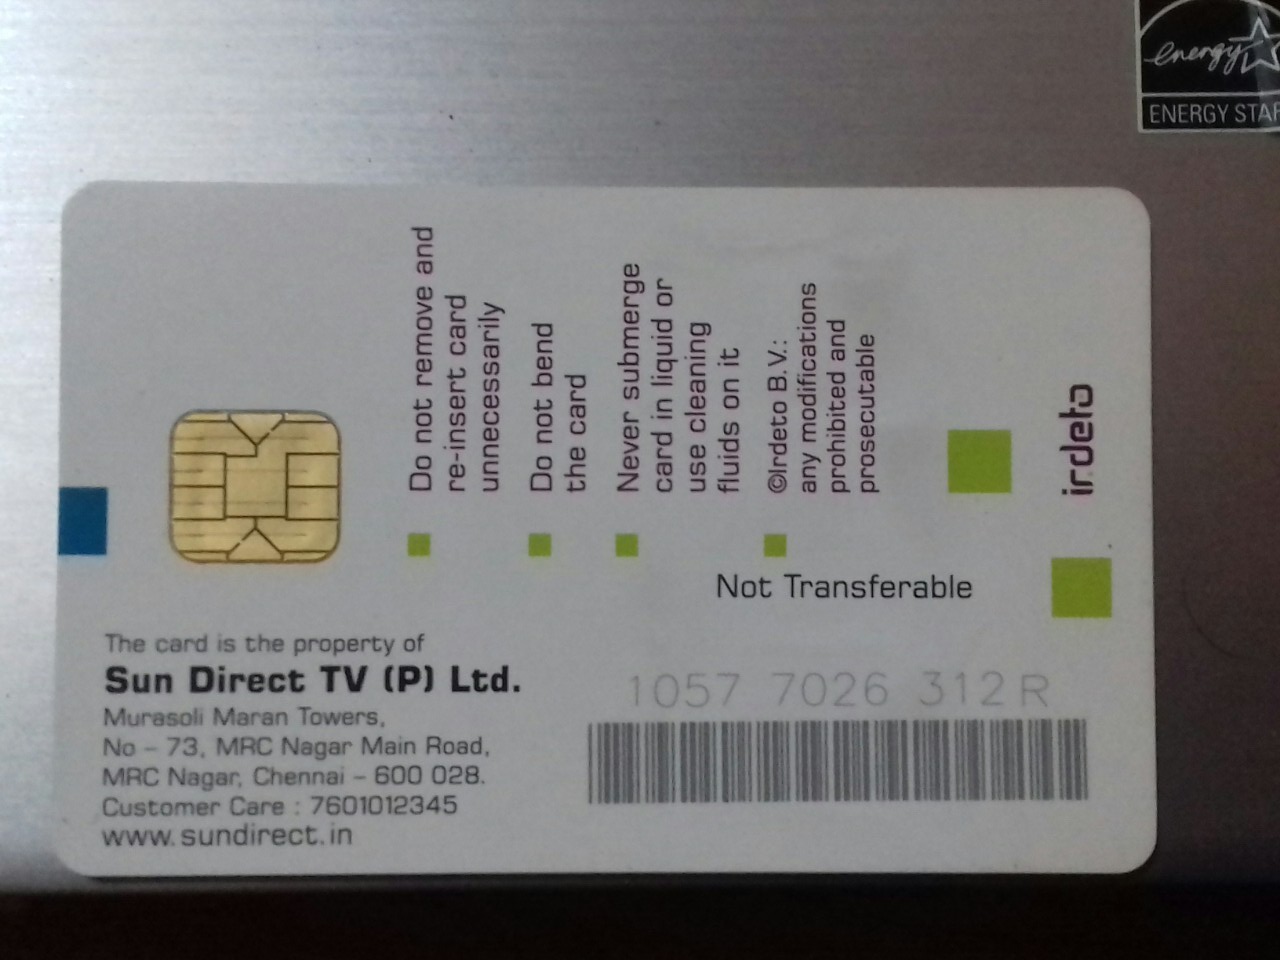 energy
ENERGY STAR
Do not remove and
re-insert card
unnecessarily
Do not bend
the card
Never submerge
card in liquid or
use cleaning
fluids on it
©Irdeto B.V.:
any modifications
prohibited and
prosecutable
irdeto
Not Transferable
The card is the property of
Sun Direct TV (P) Ltd.
Murasoli Maran Towers,
No – 73, MRC Nagar Main Road,
MRC Nagar, Chennai – 600 028.
Customer Care : 7601012345
www.sundirect.in
1057 7026 312 R